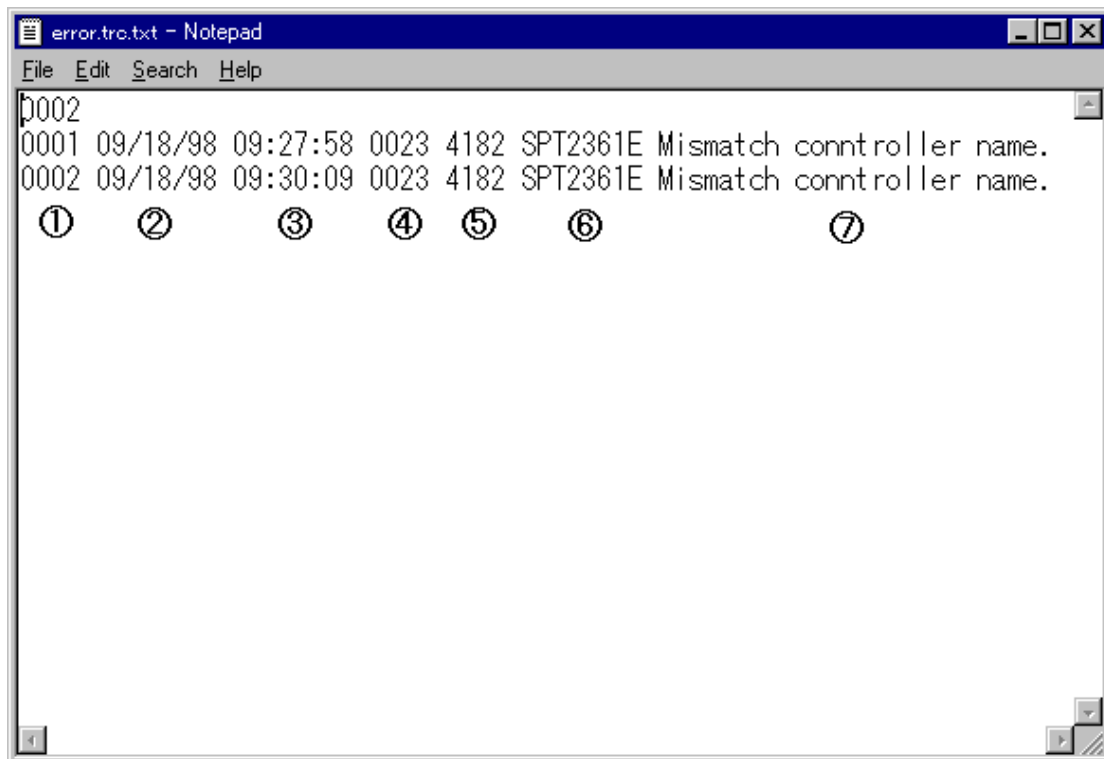 error.trc.txt - Notepad
File Edit Search Help
0002
0001 09/18/98 09:27:58 0023 4182 SPT2361E Mismatch conntroller name.
0002 09/18/98 09:30:09 0023 4182 SPT2361E Mismatch conntroller name.
① ② ③ ④ ⑤ ⑥ ⑦